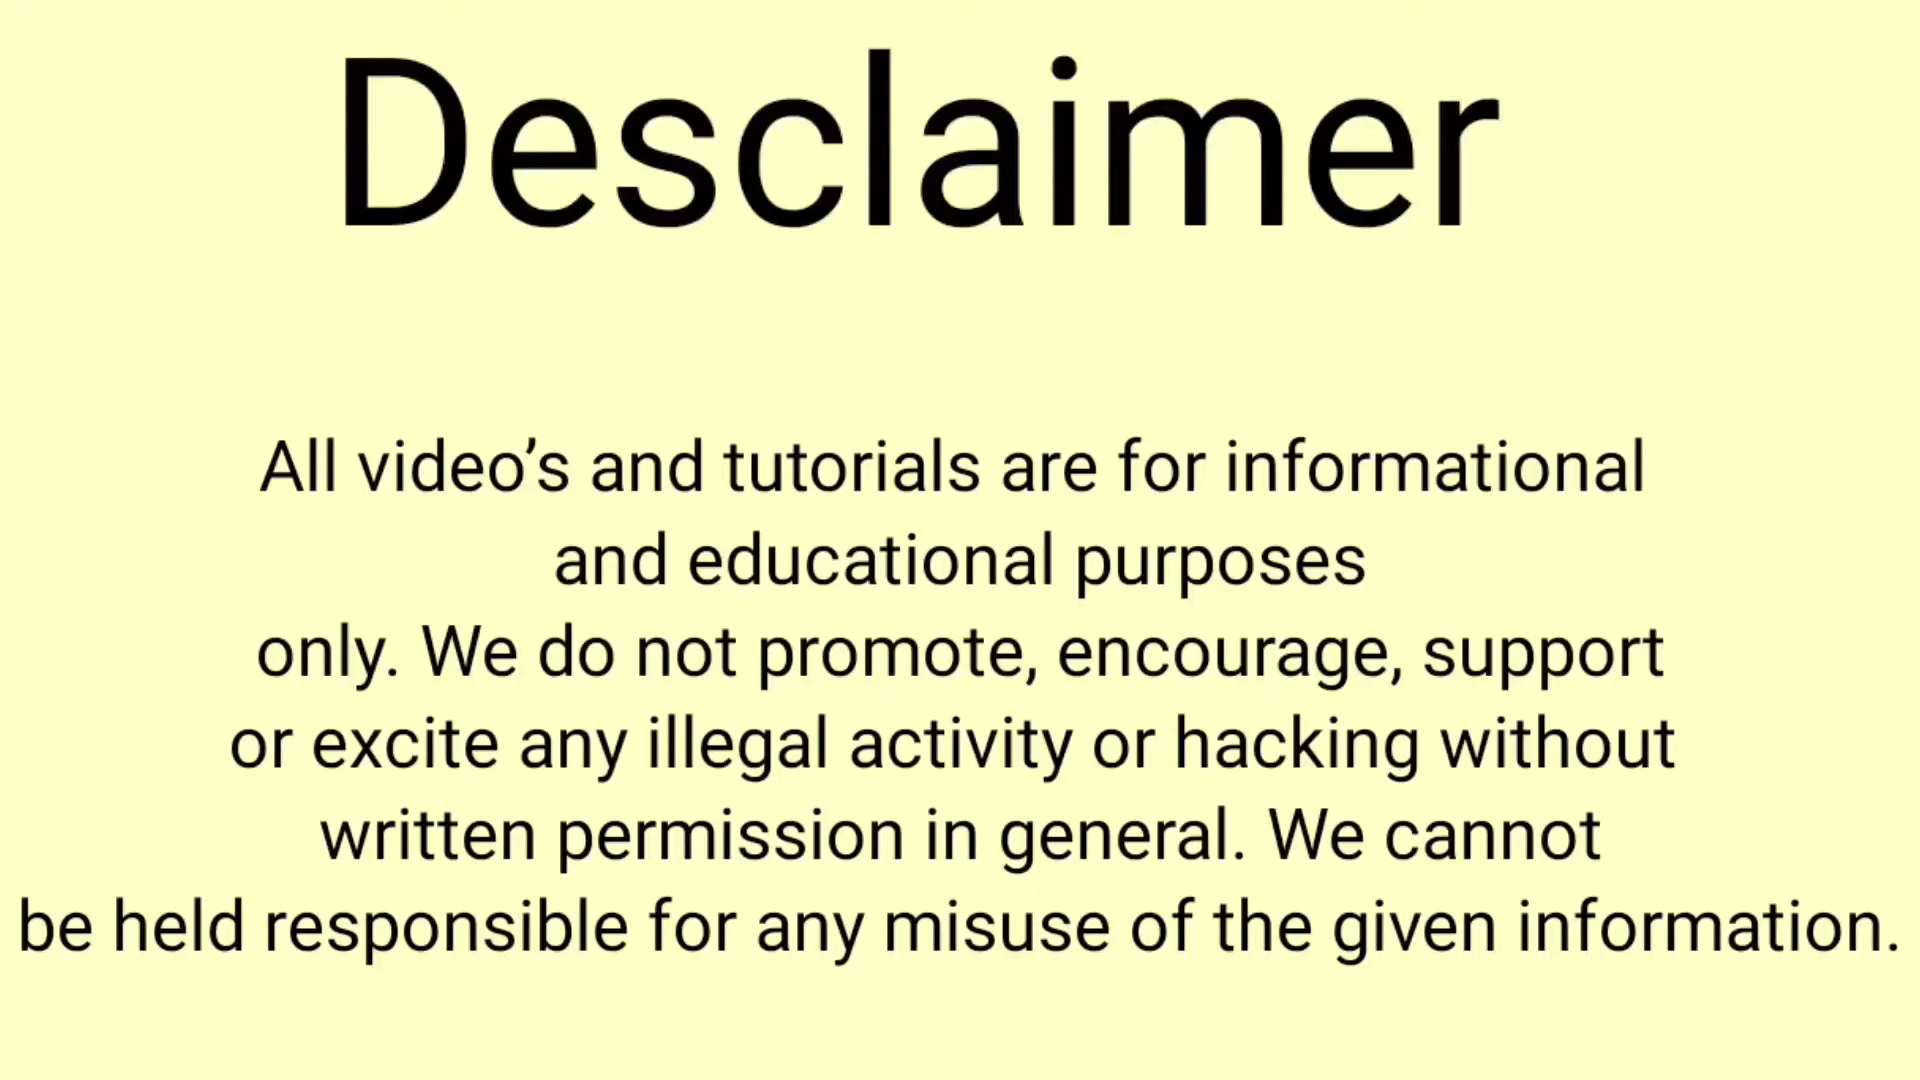 Desclaimer
All video’s and tutorials are for informational
and educational purposes
only. We do not promote, encourage, support
or excite any illegal activity or hacking without
written permission in general. We cannot
be held responsible for any misuse of the given information.